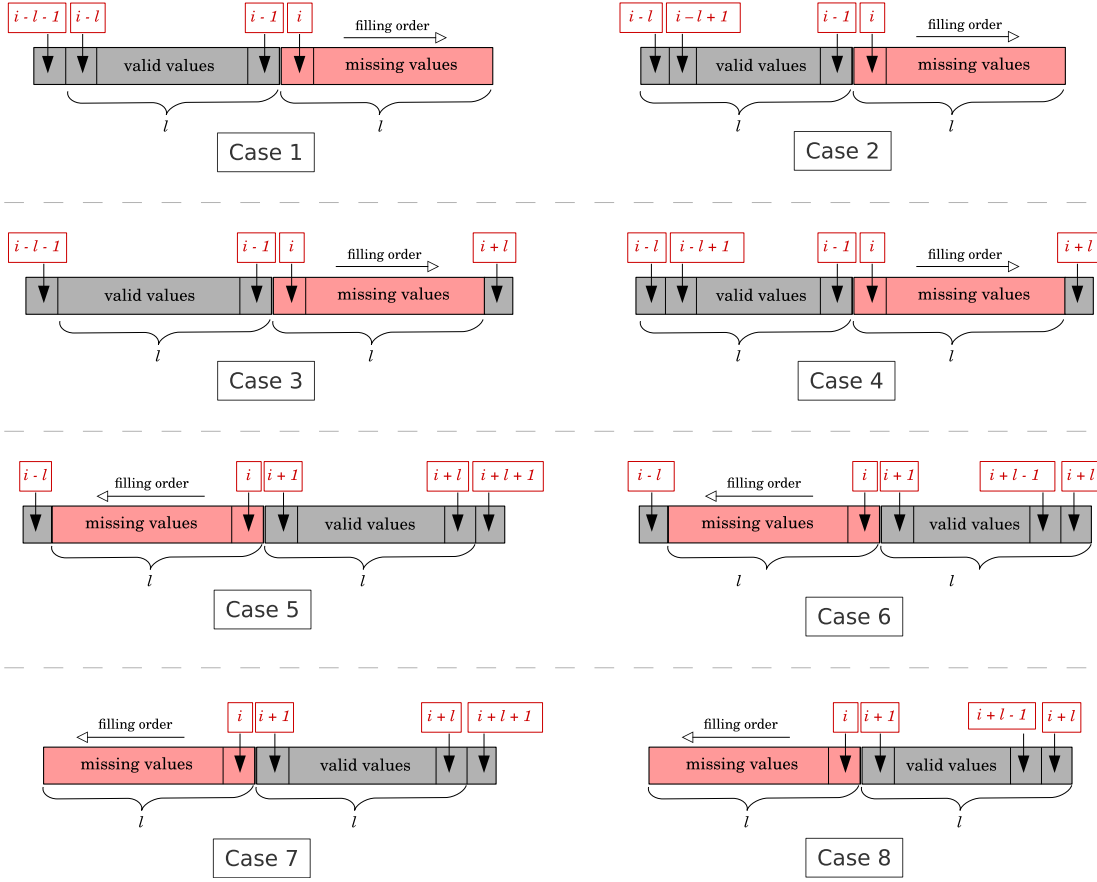 i - l - 1 i - l i - 1 i
filling order
valid values missing values
l l
Case 1
i - l i – l + 1 i - 1 i
filling order
valid values missing values
l l
Case 2
i - l - 1 i - 1 i i + l
filling order
valid values missing values
l l
Case 3
i - l i - l + 1 i - 1 i i + l
filling order
valid values missing values
l l
Case 4
i - l i i + 1 i + l i + l + 1
filling order
missing values valid values
l l
Case 5
i - l i i + 1 i + l - 1 i + l
filling order
missing values valid values
l l
Case 6
i i + 1 i + l i + l + 1
filling order
missing values valid values
l l
Case 7
i i + 1 i + l - 1 i + l
filling order
missing values valid values
l l
Case 8